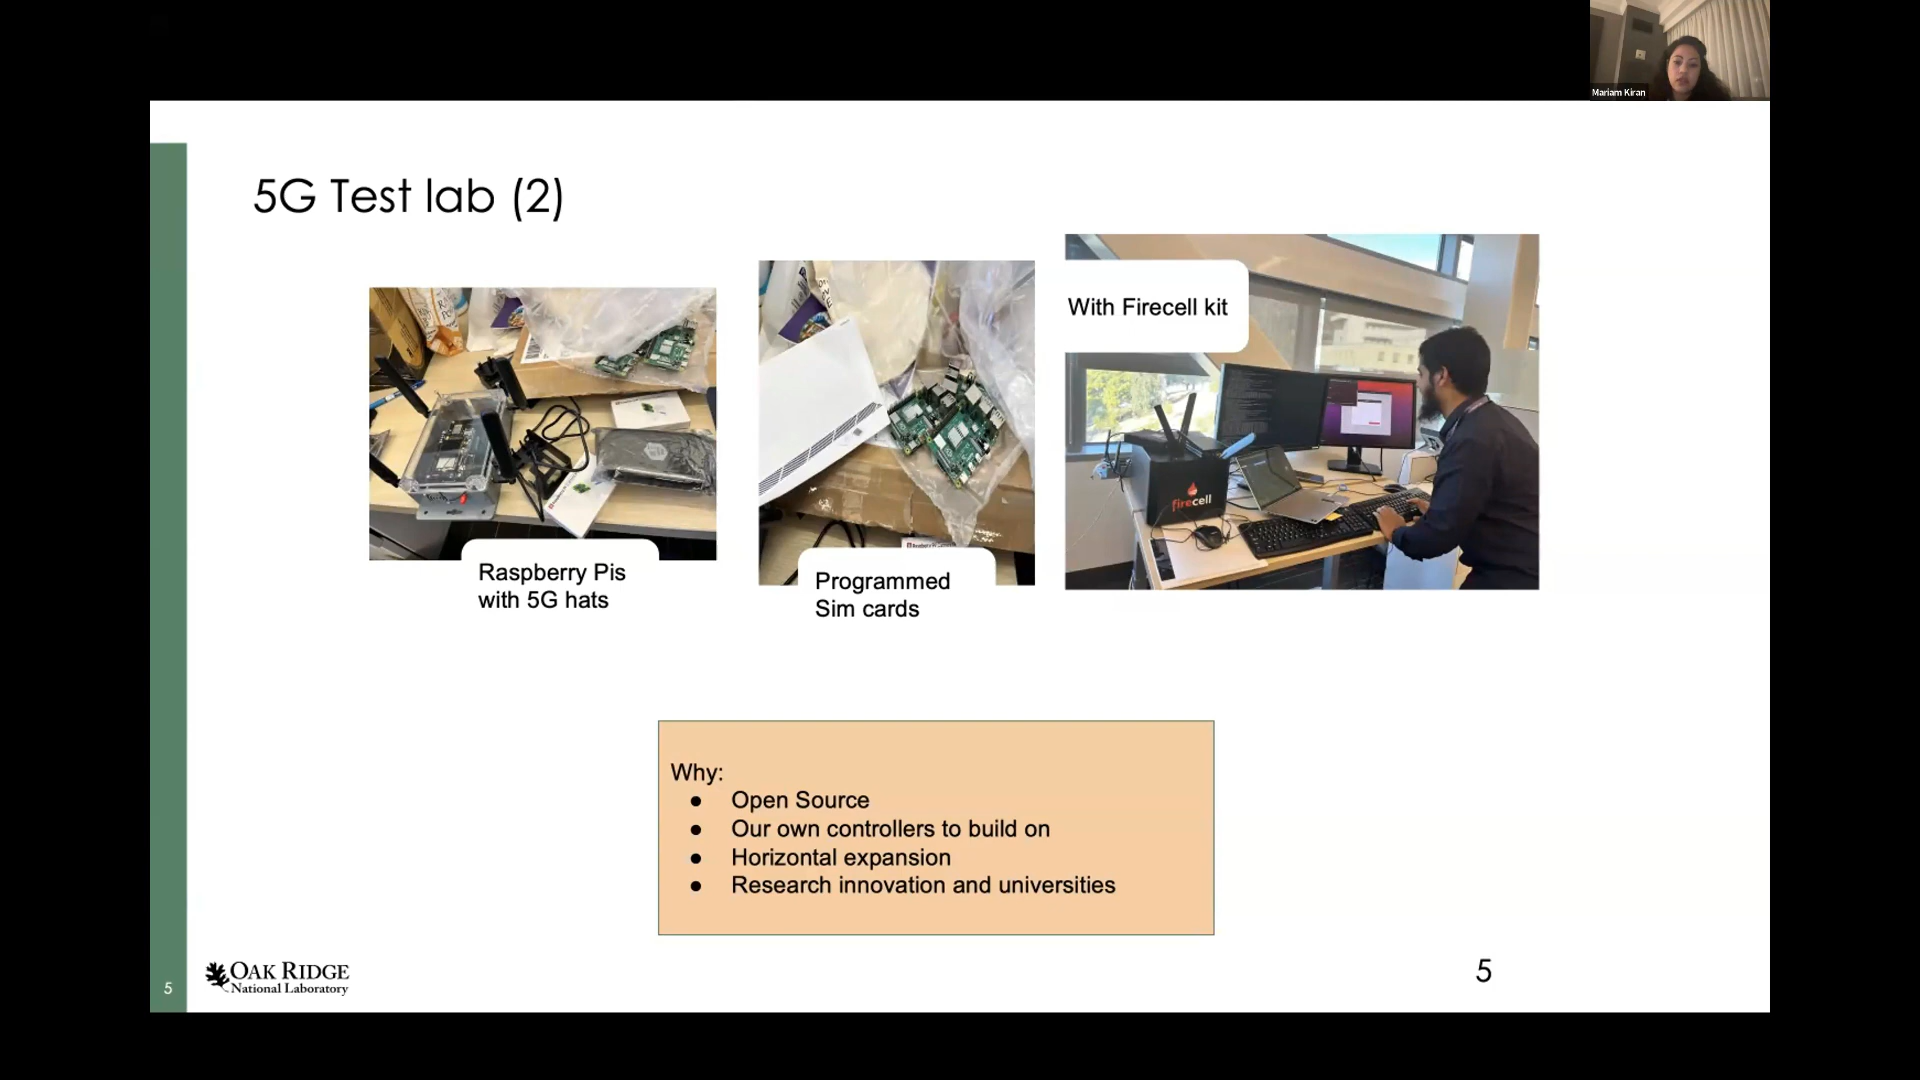 Mariam Kiran
5G Test lab (2)
With Firecell kit
firecell
Raspberry Pis
with 5G hats
Programmed
Sim cards
Why:
● Open Source
● Our own controllers to build on
● Horizontal expansion
● Research innovation and universities
OAK RIDGE
National Laboratory
5
5